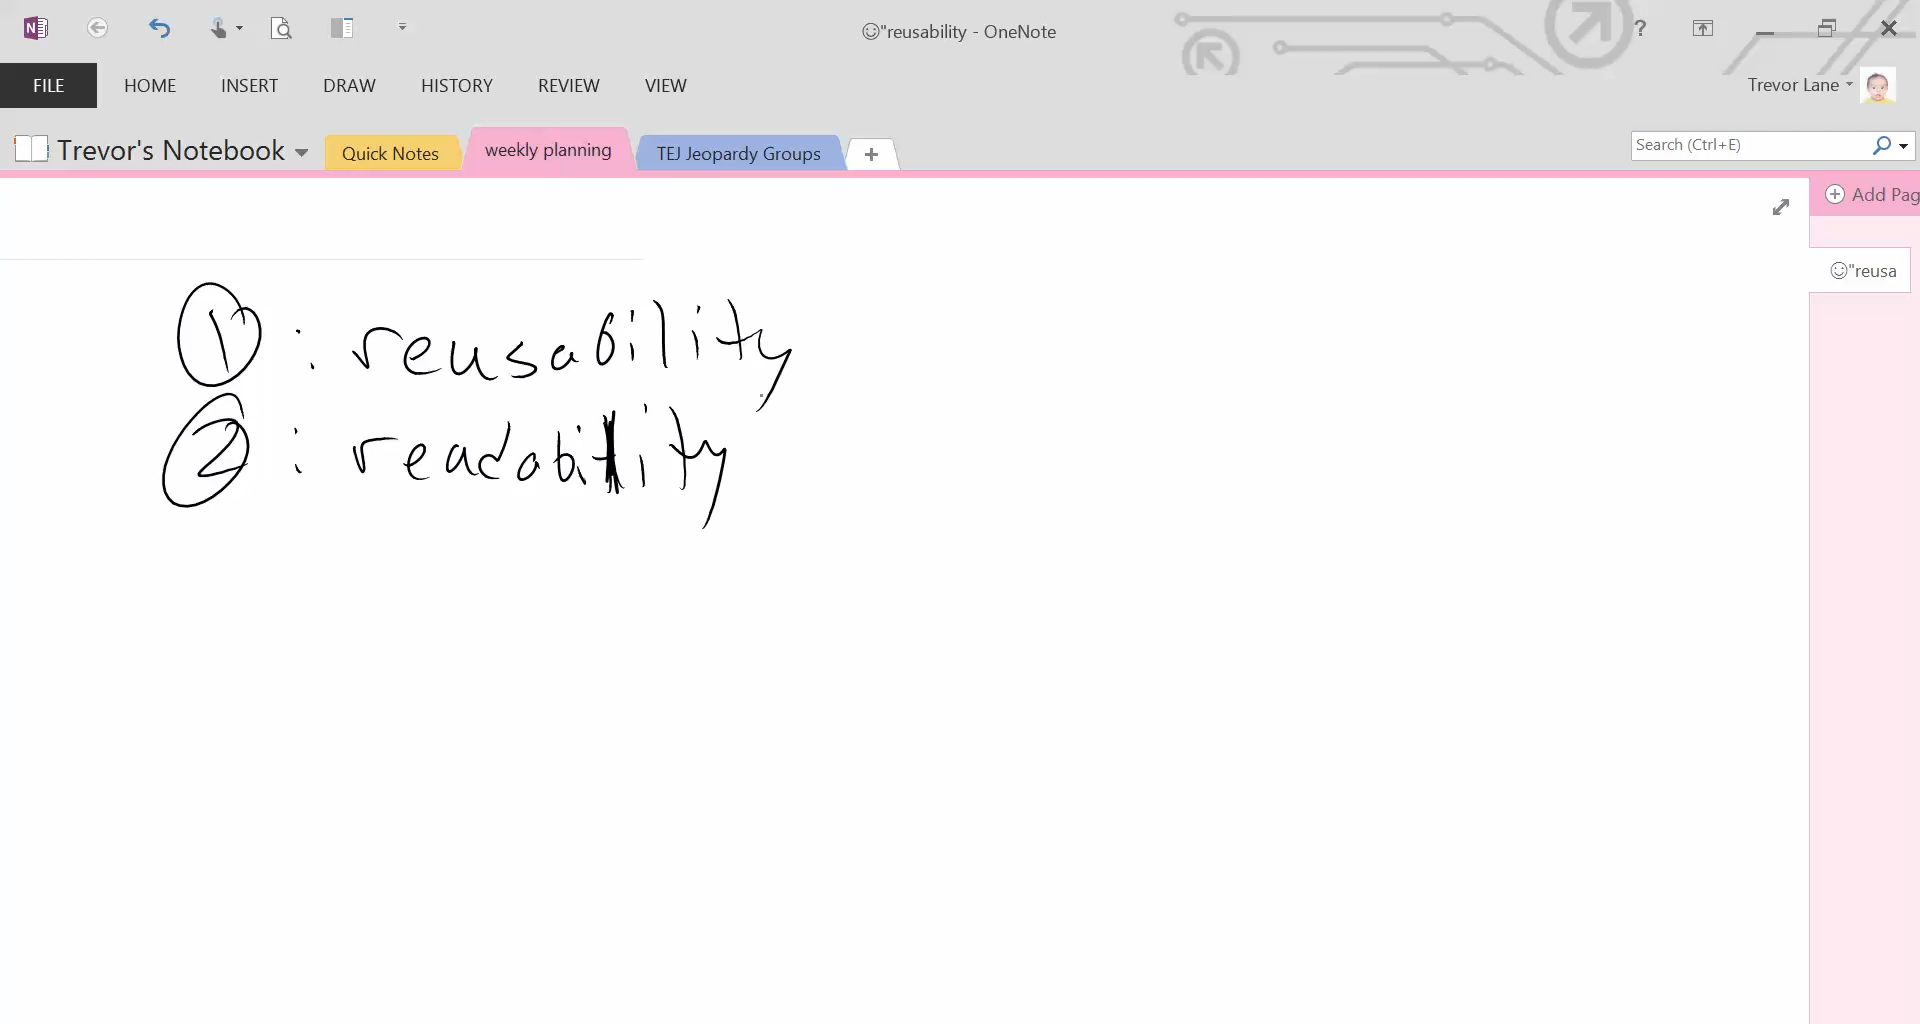 ☺"reusability - OneNote
?
FILE HOME INSERT DRAW HISTORY REVIEW VIEW
Trevor Lane
Trevor's Notebook Quick Notes weekly planning TEJ Jeopardy Groups +
Search (Ctrl+E)
Add Pag
☺"reusa
① : reusability
② : readability